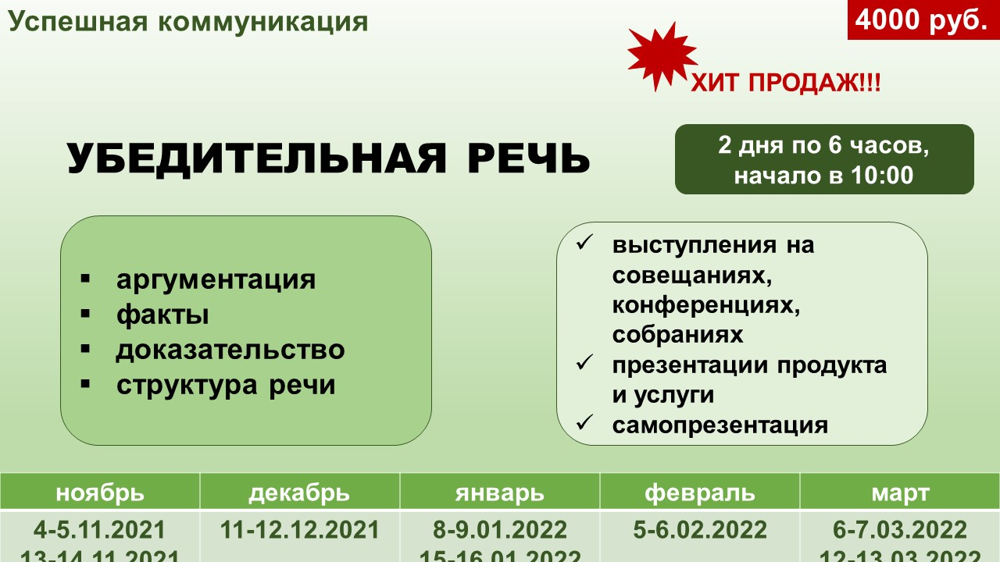 Успешная коммуникация
4000 руб.
ХИТ ПРОДАЖ!!!
УБЕДИТЕЛЬНАЯ РЕЧЬ
2 дня по 6 часов,
начало в 10:00
▪ аргументация
▪ факты
▪ доказательство
▪ структура речи
✓ выступления на
совещаниях,
конференциях,
собраниях
✓ презентации продукта
и услуги
✓ самопрезентация
ноябрь декабрь январь февраль март
4-5.11.2021 11-12.12.2021 8-9.01.2022 5-6.02.2022 6-7.03.2022
13-14.11.2021 15-16.01.2022 12-13.03.2022